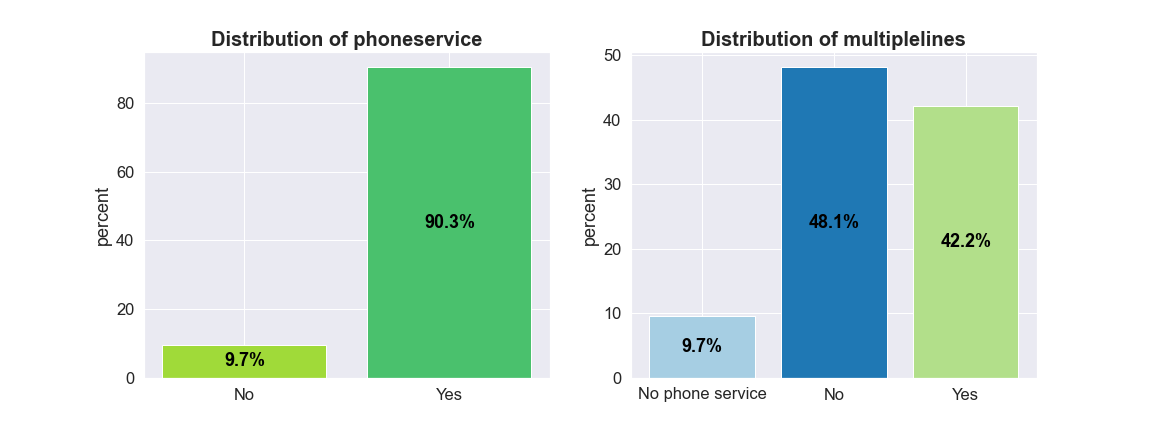 Distribution of phoneservice
percent
80
60
40
20
0
9.7%
90.3%
No
Yes
Distribution of multiplelines
percent
50
40
30
20
10
0
9.7%
48.1%
42.2%
No phone service
No
Yes